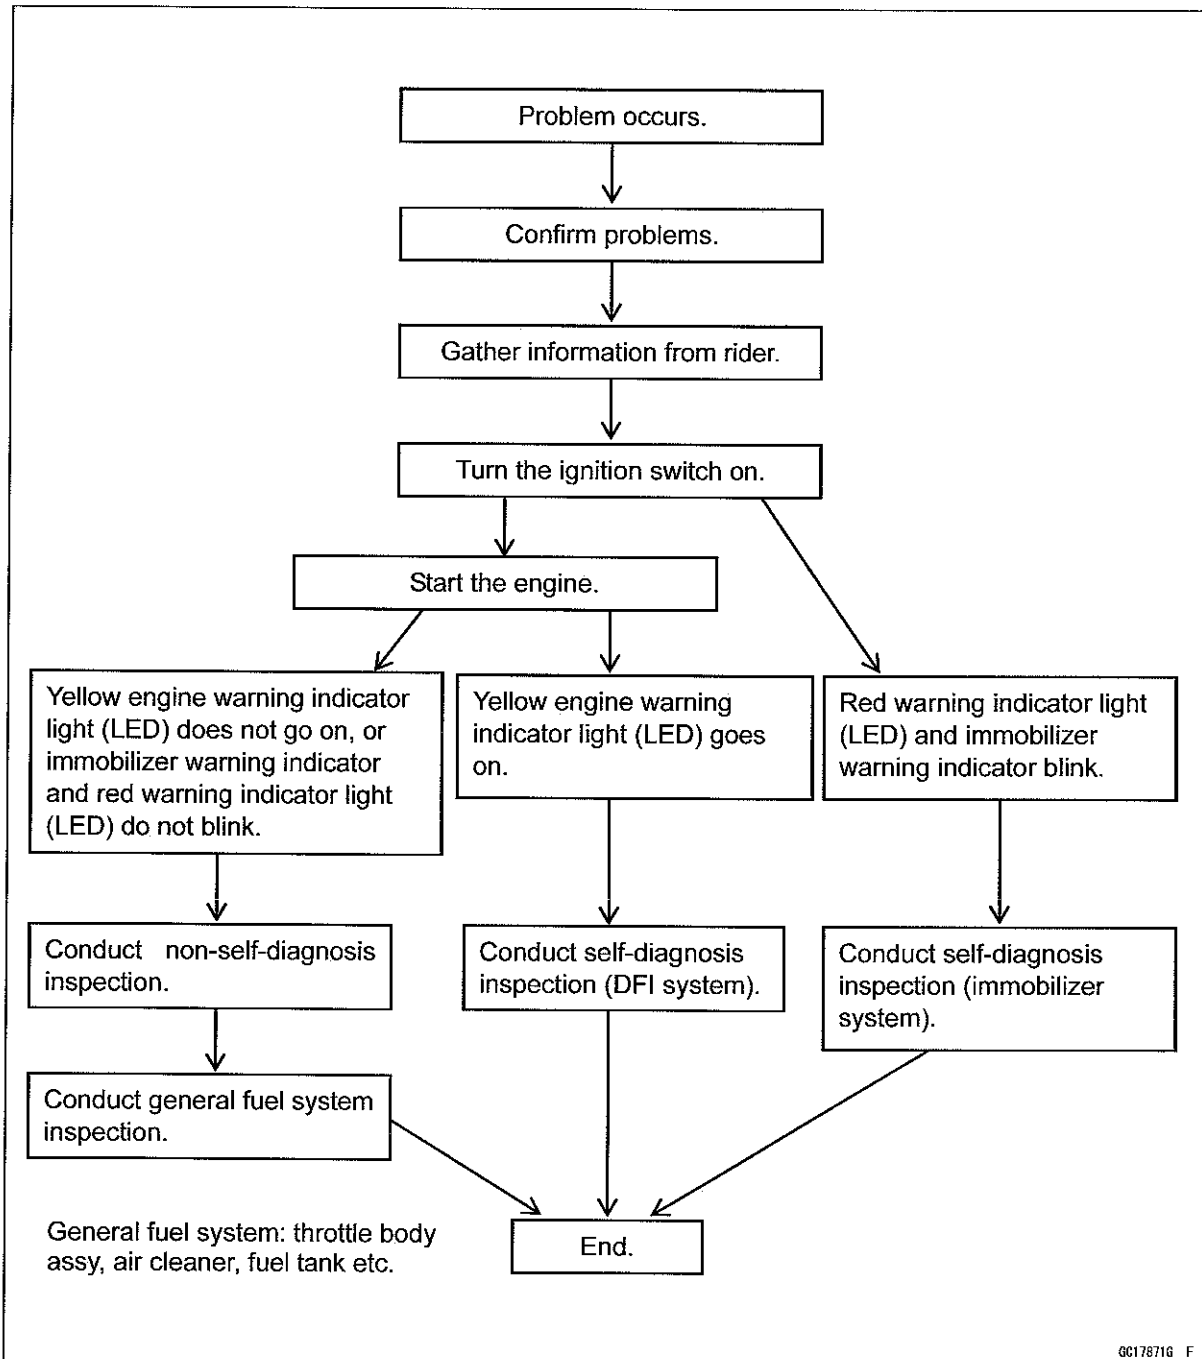 Problem occurs.
Confirm problems.
Gather information from rider.
Turn the ignition switch on.
Start the engine.
Yellow engine warning indicator
light (LED) does not go on, or
immobilizer warning indicator
and red warning indicator light
(LED) do not blink.
Yellow engine warning
indicator light (LED) goes
on.
Red warning indicator light
(LED) and immobilizer
warning indicator blink.
Conduct non-self-diagnosis
inspection.
Conduct self-diagnosis
inspection (DFI system).
Conduct self-diagnosis
inspection (immobilizer
system).
Conduct general fuel system
inspection.
General fuel system: throttle body
assy, air cleaner, fuel tank etc.
End.
GC17871G F